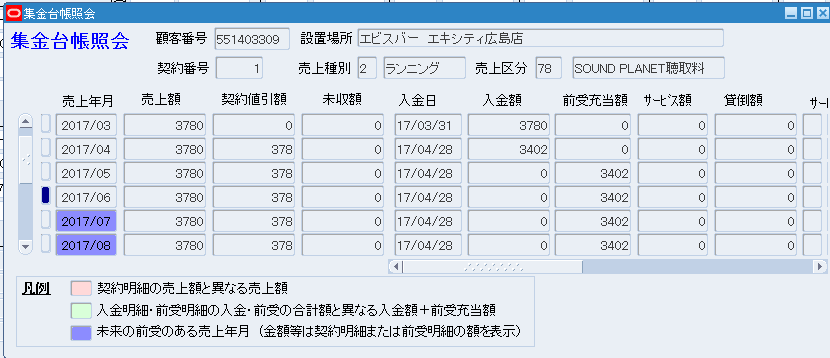 集金台帳照会
集金台帳照会 顧客番号 551403309 設置場所 エビスバー エキシティ広島店
契約番号 1 売上種別 2 ランニング 売上区分 78 SOUND PLANET聴取料
売上年月 売上額 契約値引額 未収額 入金日 入金額 前受充当額 サービス額 貸倒額
2017/03 3780 0 0 17/03/31 3780 0 0 0
2017/04 3780 378 0 17/04/28 3402 0 0 0
2017/05 3780 378 0 17/04/28 0 3402 0 0
2017/06 3780 378 0 17/04/28 0 3402 0 0
2017/07 3780 378 0 17/04/28 0 3402 0 0
2017/08 3780 378 0 17/04/28 0 3402 0 0
凡例 契約明細の売上額と異なる売上額
入金明細・前受明細の入金・前受の合計額と異なる入金額+前受充当額
未来の前受のある売上年月（金額等は契約明細または前受明細の額を表示）